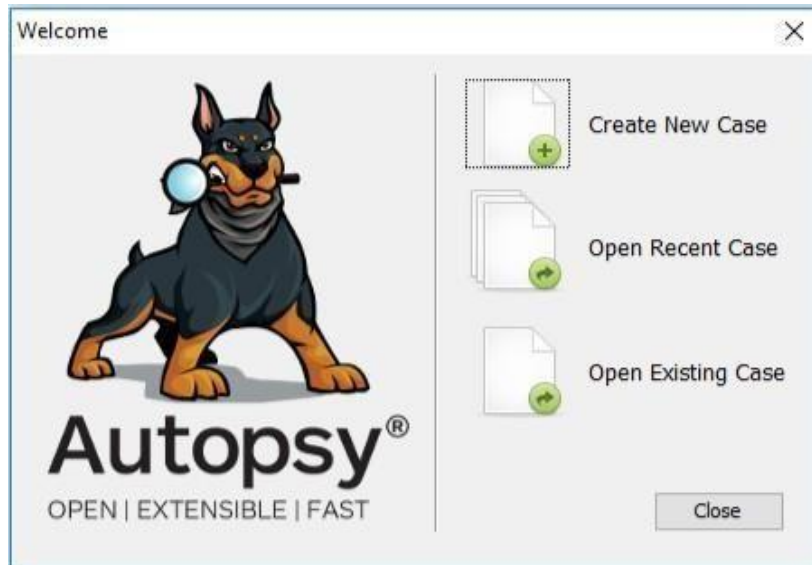 Welcome
Create New Case
Open Recent Case
Open Existing Case
Autopsy®
OPEN | EXTENSIBLE | FAST
Close